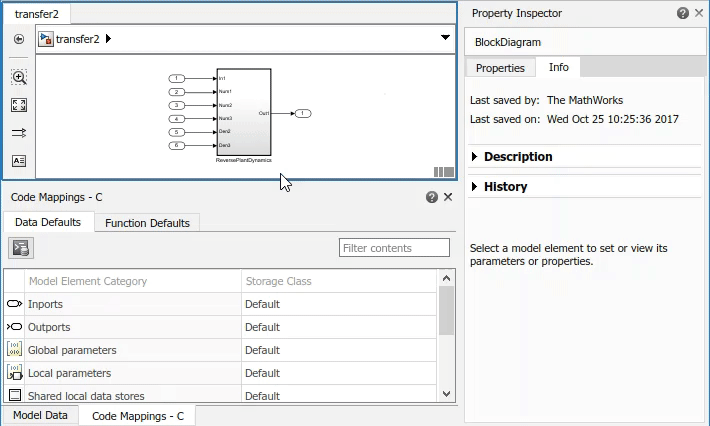 transfer2
transfer2
1
2
3
4
5
6
In1
Num1
Num2
Num3
Den2
Den3
Out1
1
ReversePlantDynamics
A
Code Mappings - C
Data Defaults
Function Defaults
Filter contents
Model Element Category
Storage Class
Inports
Default
Outports
Default
Global parameters
Default
Local parameters
Default
Shared local data stores
Default
Model Data
Code Mappings - C
Property Inspector
BlockDiagram
Properties
Info
Last saved by: The MathWorks
Last saved on: Wed Oct 25 10:25:36 2017
Description
History
Select a model element to set or view its
parameters or properties.